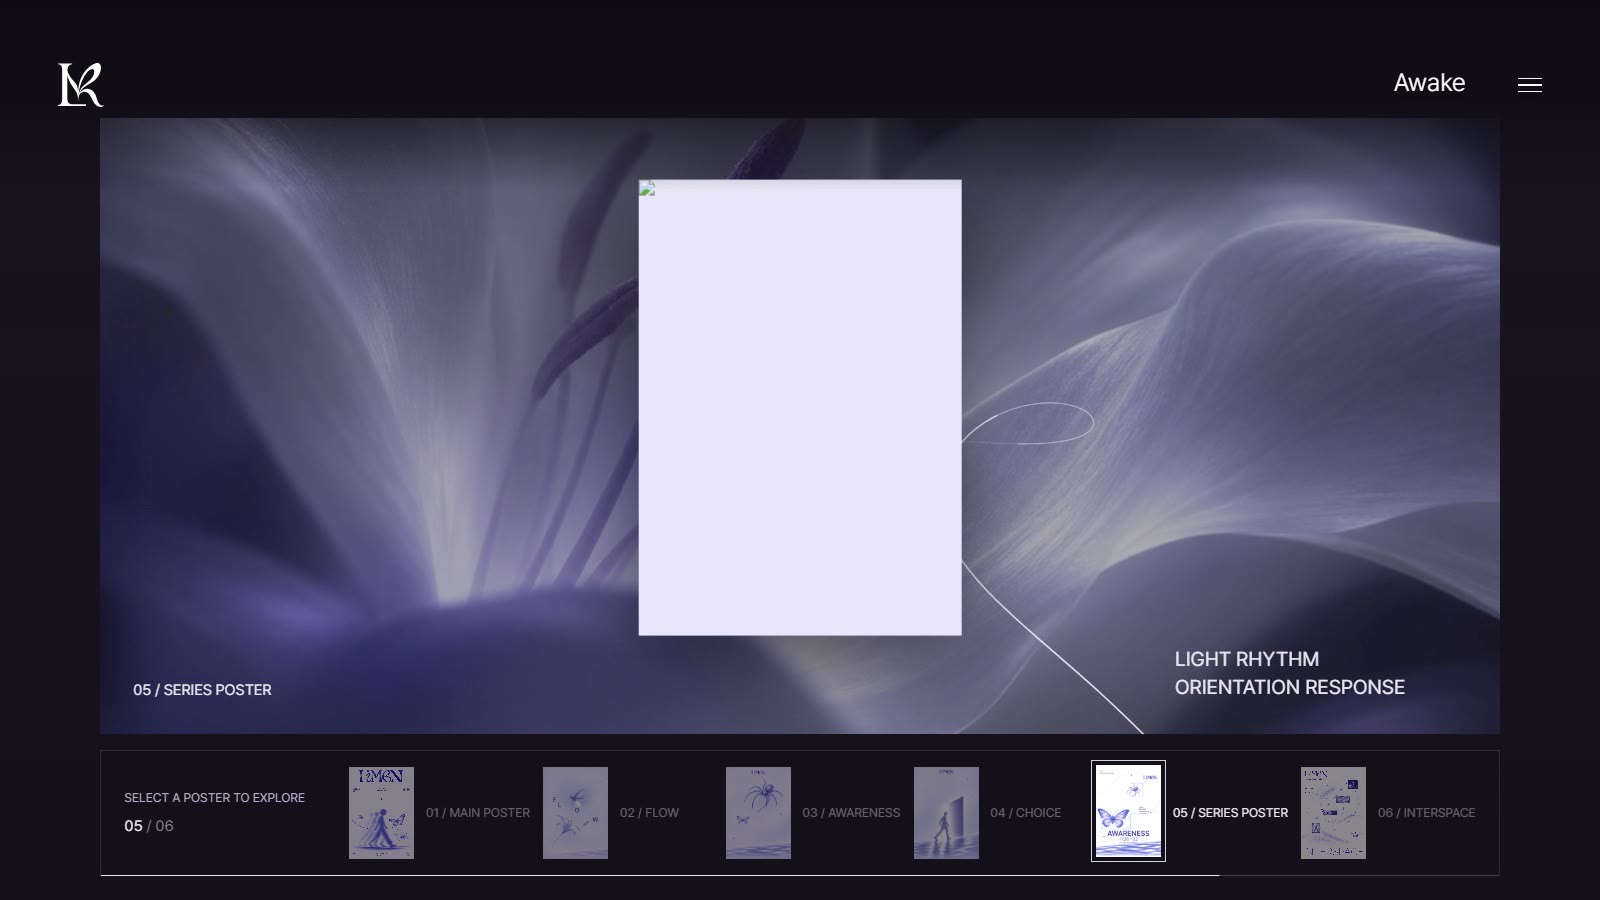 Awake
05 / SERIES POSTER
LIGHT RHYTHM
ORIENTATION RESPONSE
SELECT A POSTER TO EXPLORE
05 / 06
01 / MAIN POSTER
02 / FLOW
03 / AWARENESS
04 / CHOICE
AWARENESS
05 / SERIES POSTER
06 / INTERSPACE